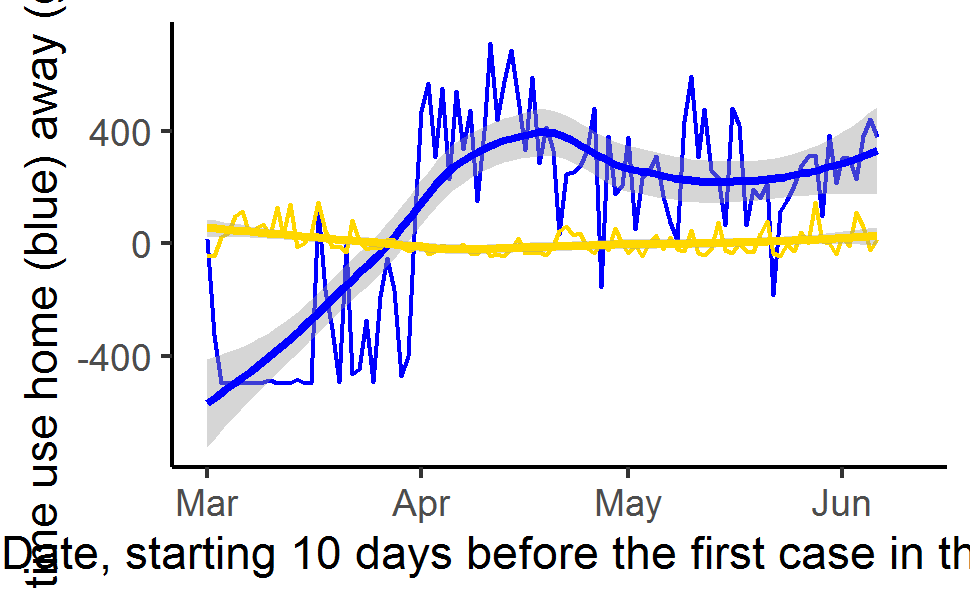 time use home (blue) away (
400
0
-400
Mar Apr May Jun
Date, starting 10 days before the first case in th